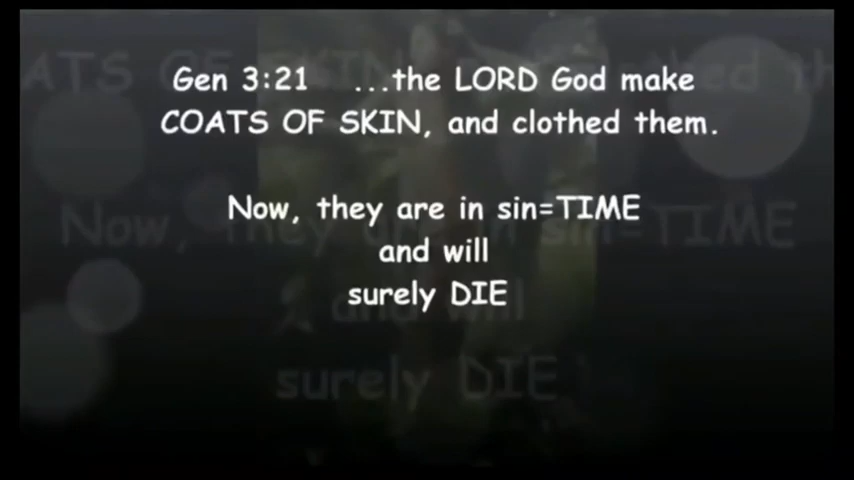 Gen 3:21 ...the LORD God make
COATS OF SKIN, and clothed them.
Now, they are in sin=TIME
and will
surely DIE